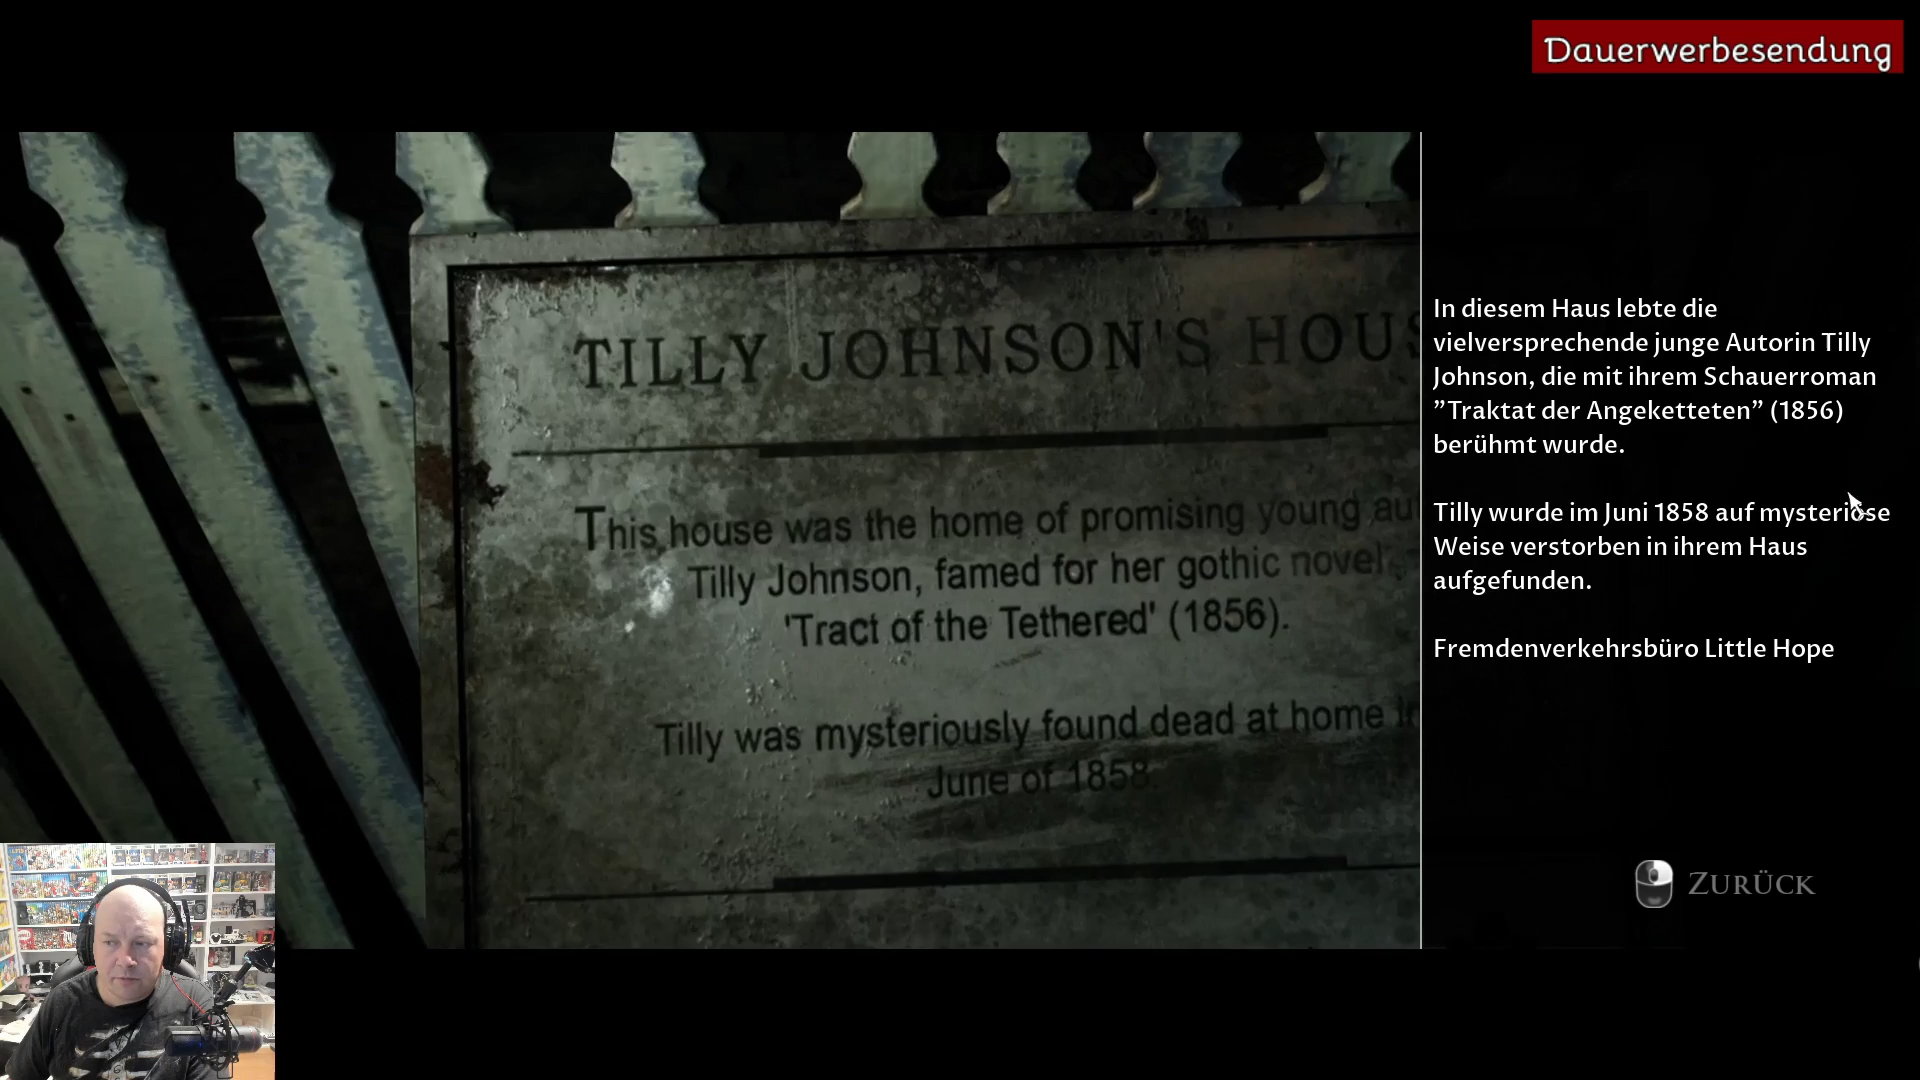 Dauerwerbesendung
TILLY JOHNSON'S
This house was the home of promising young
Tilly Johnson, famed for her gothic novel
'Tract of the Tethered' (1856).
Tilly was mysteriously found dead at home
June of 1858.
In diesem Haus lebte die
vielversprechende junge Autorin Tilly
Johnson, die mit ihrem Schauerroman
"Traktat der Angeketteten" (1856)
berühmt wurde.
Tilly wurde im Juni 1858 auf mysteriöse
Weise verstorben in ihrem Haus
aufgefunden.
Fremdenverkehrsbüro Little Hope
ZURÜCK